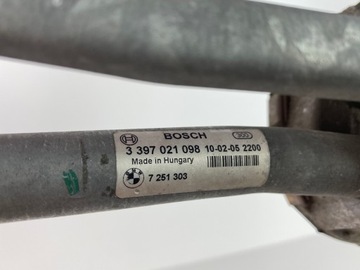 BOSCH
3 397 021 098 10-02-05 2200
Made in Hungary
7 251 303